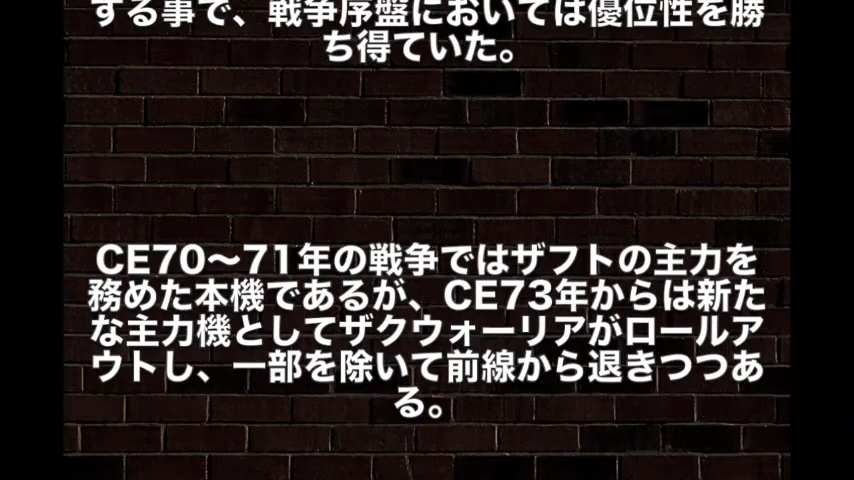 する事で、戦争序盤においては優位性を勝
ち得ていた。
CE70〜71年の戦争ではザフトの主力を
務めた本機であるが、CE73年からは新た
な主力機としてザクウォーリアがロールア
ウトし、一部を除いて前線から退きつつあ
る。